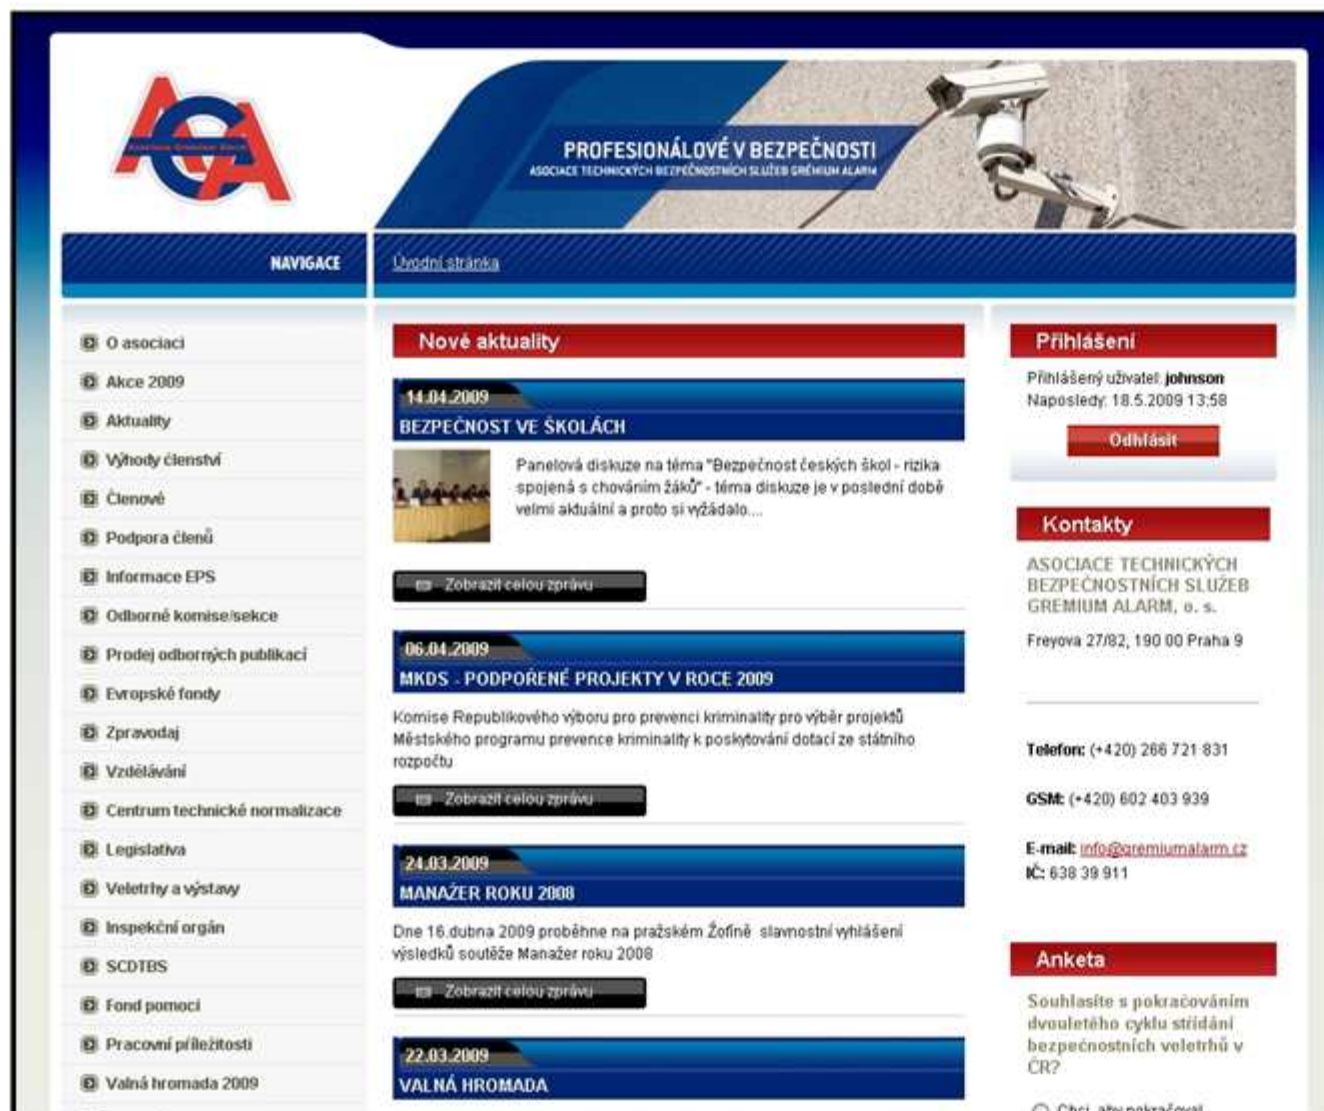 PROFESIONÁLOVÉ V BEZPEČNOSTI
ASOCIACE TECHNICKÝCH BEZPEČNOSTNÍCH SLUŽEB GRÉMIUM ALARM
NAVIGACE
Úvodní stránka
O asociaci
Akce 2009
Aktuality
Výhody členství
Členové
Podpora členů
Informace EPS
Odborné komise/sekce
Prodej odborných publikací
Evropské fondy
Zpravodaj
Vzdělávání
Centrum technické normalizace
Legislativa
Veletrhy a výstavy
Inspekční orgán
SCDTBS
Fond pomoci
Pracovní příležitosti
Valná hromada 2009
Nové aktuality
14.04.2009
BEZPEČNOST VE ŠKOLÁCH
Panelová diskuze na téma "Bezpečnost českých škol - rizika
spojená s chováním žáků" - téma diskuze je v poslední době
velmi aktuální a proto si vyžádalo....
Zobrazit celou zprávu
06.04.2009
MKDS - PODPOŘENÉ PROJEKTY V ROCE 2009
Komise Republikového výboru pro prevenci kriminality pro výběr projektů
Městského programu prevence kriminality k poskytování dotací ze státního
rozpočtu
Zobrazit celou zprávu
24.03.2009
MANAŽER ROKU 2008
Dne 16.dubna 2009 proběhne na pražském Žofíně slavnostní vyhlášení
výsledků soutěže Manažer roku 2008
Zobrazit celou zprávu
22.03.2009
VALNÁ HROMADA
Přihlášení
Přihlášený uživatel: johnson
Naposledy: 18.5.2009 13:58
Odhlásit
Kontakty
ASOCIACE TECHNICKÝCH
BEZPEČNOSTNÍCH SLUŽEB
GREMIUM ALARM, o. s.
Freyova 27/82, 190 00 Praha 9
Telefon: (+420) 266 721 831
GSM: (+420) 602 403 939
E-mail: info@gremiumalarm.cz
IČ: 638 39 911
Anketa
Souhlasíte s pokračováním
dvouletého cyklu střídání
bezpečnostních veletrhů v
ČR?
Chci, aby pokračoval